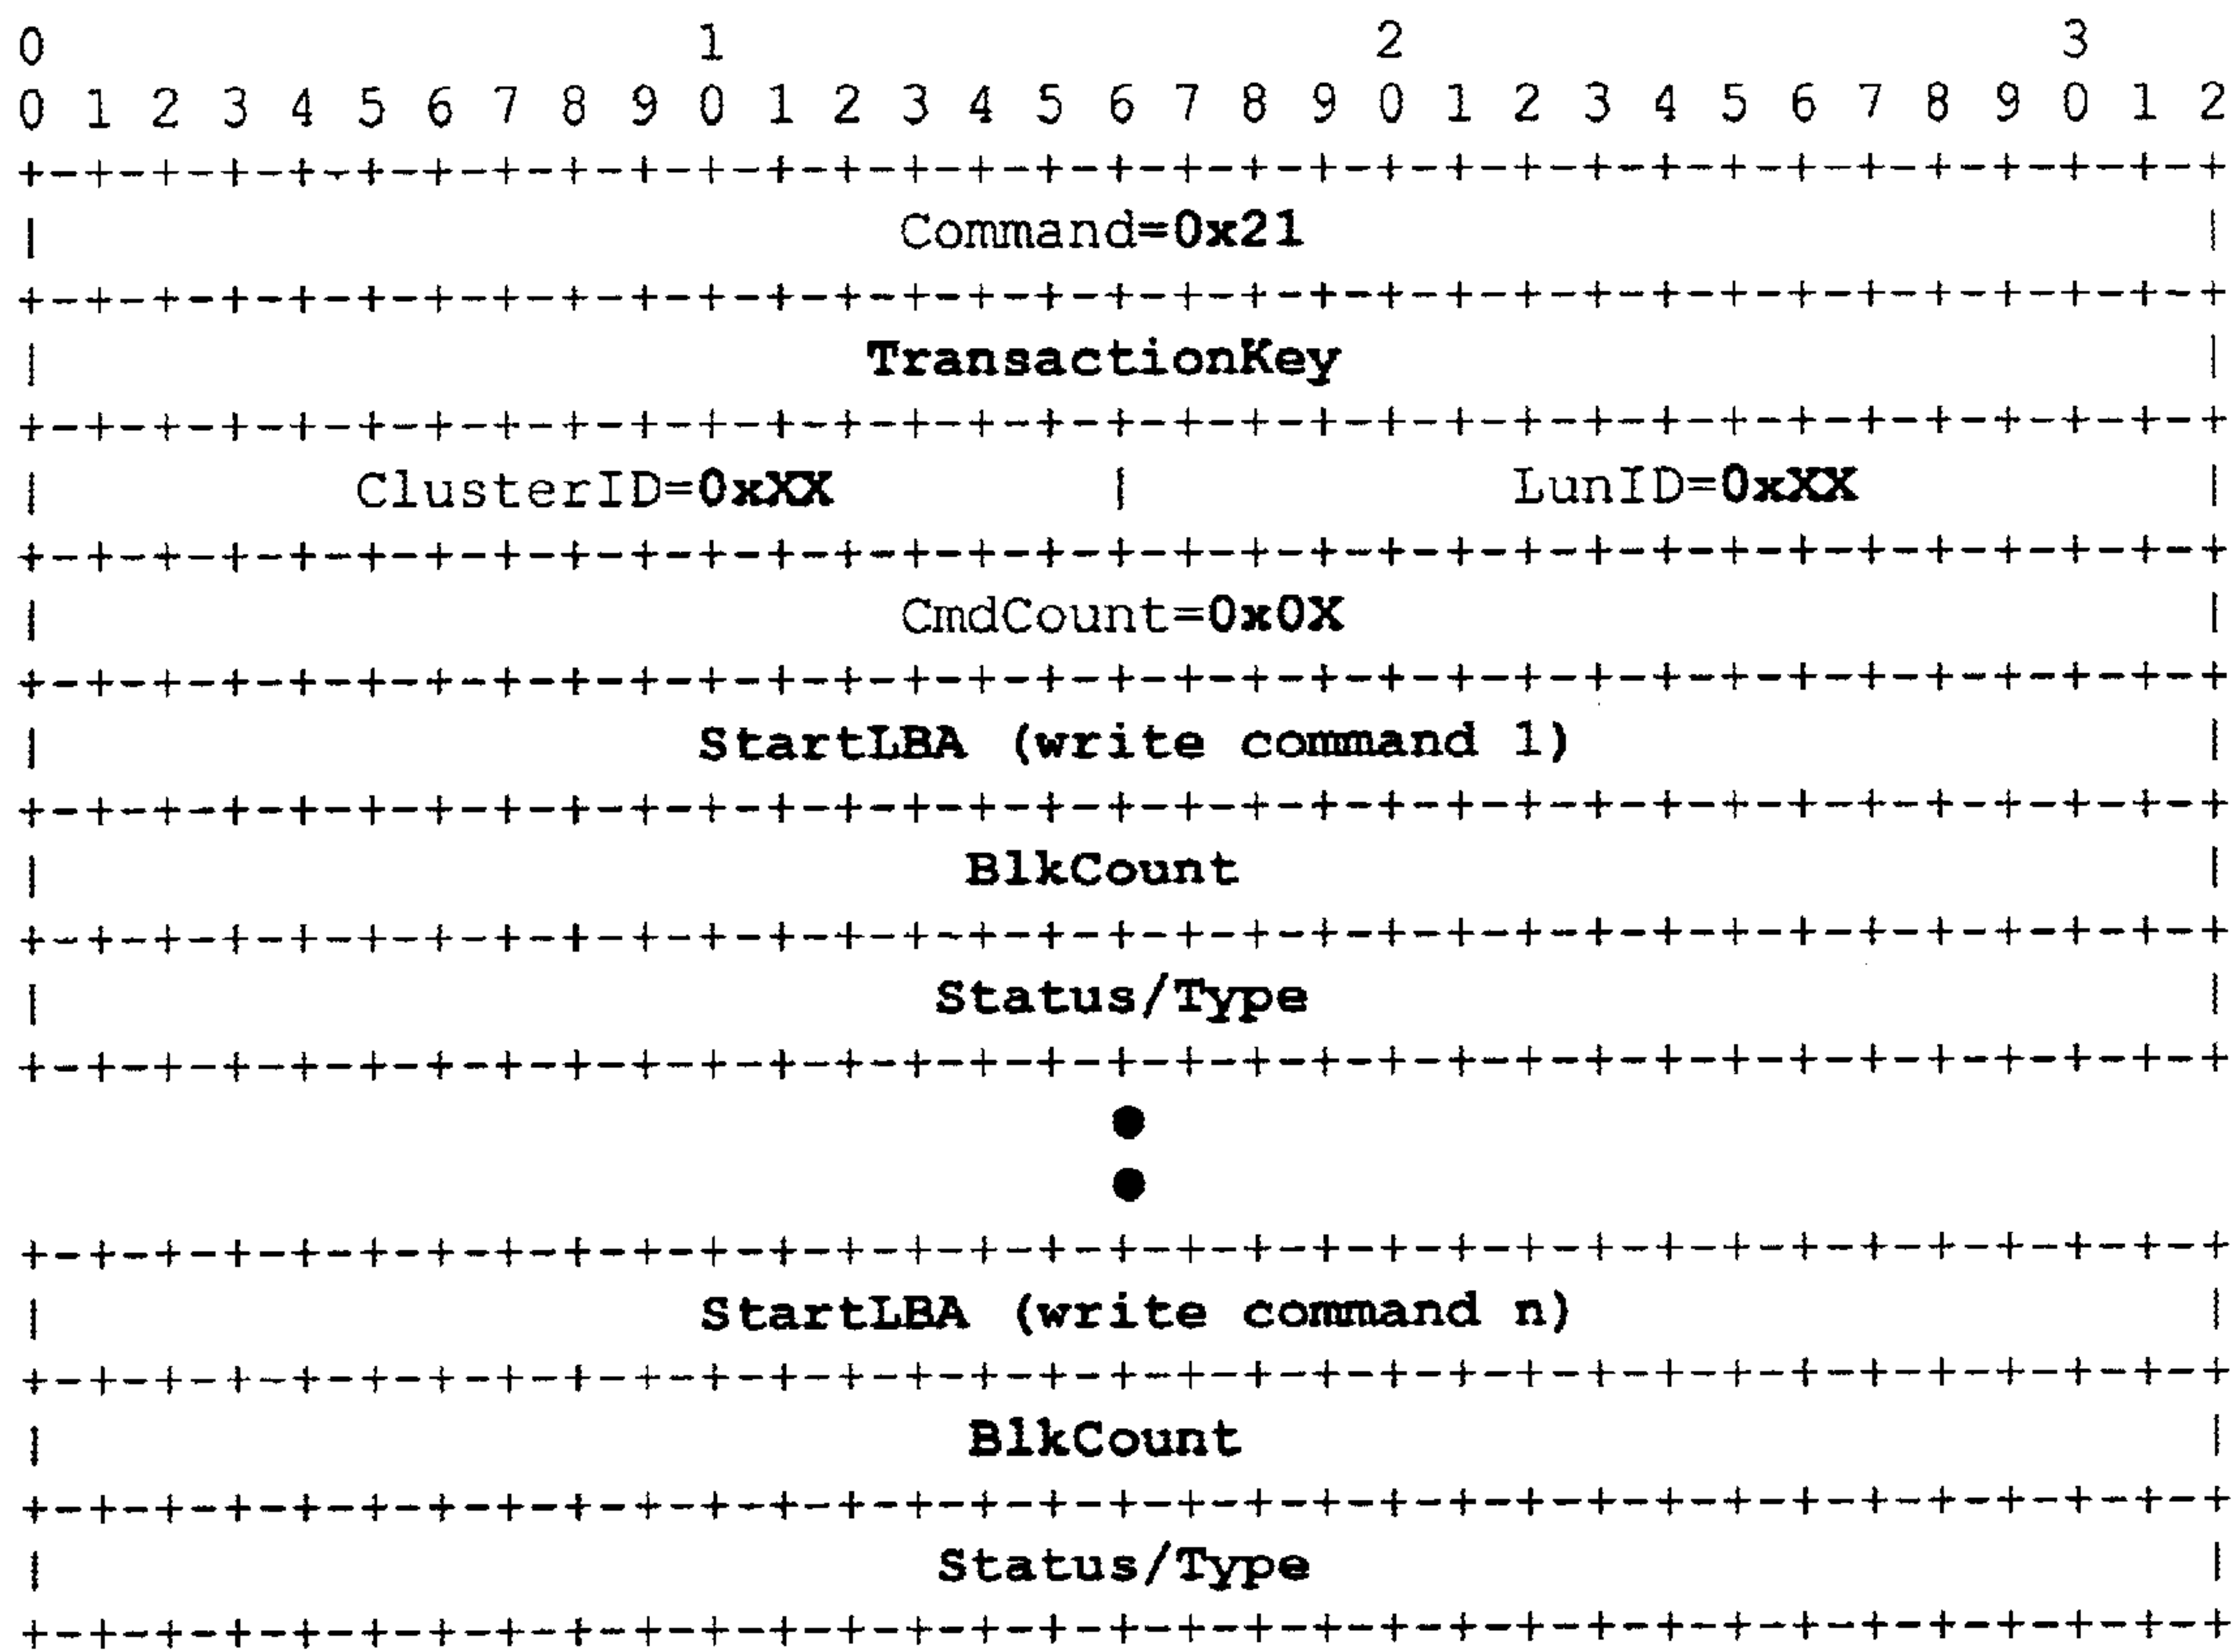 0 1 2 3
0 1 2 3 4 5 6 7 8 9 0 1 2 3 4 5 6 7 8 9 0 1 2 3 4 5 6 7 8 9 0 1 2
+-+-+-+-+-+-+-+-+-+-+-+-+-+-+-+-+-+-+-+-+-+-+-+-+-+-+-+-+-+-+-+-+
| Command=0x21 |
+-+-+-+-+-+-+-+-+-+-+-+-+-+-+-+-+-+-+-+-+-+-+-+-+-+-+-+-+-+-+-+-+
| TransactionKey |
+-+-+-+-+-+-+-+-+-+-+-+-+-+-+-+-+-+-+-+-+-+-+-+-+-+-+-+-+-+-+-+-+
| ClusterID=0xXX | LunID=0xXX |
+-+-+-+-+-+-+-+-+-+-+-+-+-+-+-+-+-+-+-+-+-+-+-+-+-+-+-+-+-+-+-+-+
| CmdCount=0x0X |
+-+-+-+-+-+-+-+-+-+-+-+-+-+-+-+-+-+-+-+-+-+-+-+-+-+-+-+-+-+-+-+-+
| StartLBA (write command 1) |
+-+-+-+-+-+-+-+-+-+-+-+-+-+-+-+-+-+-+-+-+-+-+-+-+-+-+-+-+-+-+-+-+
| BlkCount |
+-+-+-+-+-+-+-+-+-+-+-+-+-+-+-+-+-+-+-+-+-+-+-+-+-+-+-+-+-+-+-+-+
| Status/Type |
+-+-+-+-+-+-+-+-+-+-+-+-+-+-+-+-+-+-+-+-+-+-+-+-+-+-+-+-+-+-+-+-+
●
●
+-+-+-+-+-+-+-+-+-+-+-+-+-+-+-+-+-+-+-+-+-+-+-+-+-+-+-+-+-+-+-+-+
| StartLBA (write command n) |
+-+-+-+-+-+-+-+-+-+-+-+-+-+-+-+-+-+-+-+-+-+-+-+-+-+-+-+-+-+-+-+-+
| BlkCount |
+-+-+-+-+-+-+-+-+-+-+-+-+-+-+-+-+-+-+-+-+-+-+-+-+-+-+-+-+-+-+-+-+
| Status/Type |
+-+-+-+-+-+-+-+-+-+-+-+-+-+-+-+-+-+-+-+-+-+-+-+-+-+-+-+-+-+-+-+-+